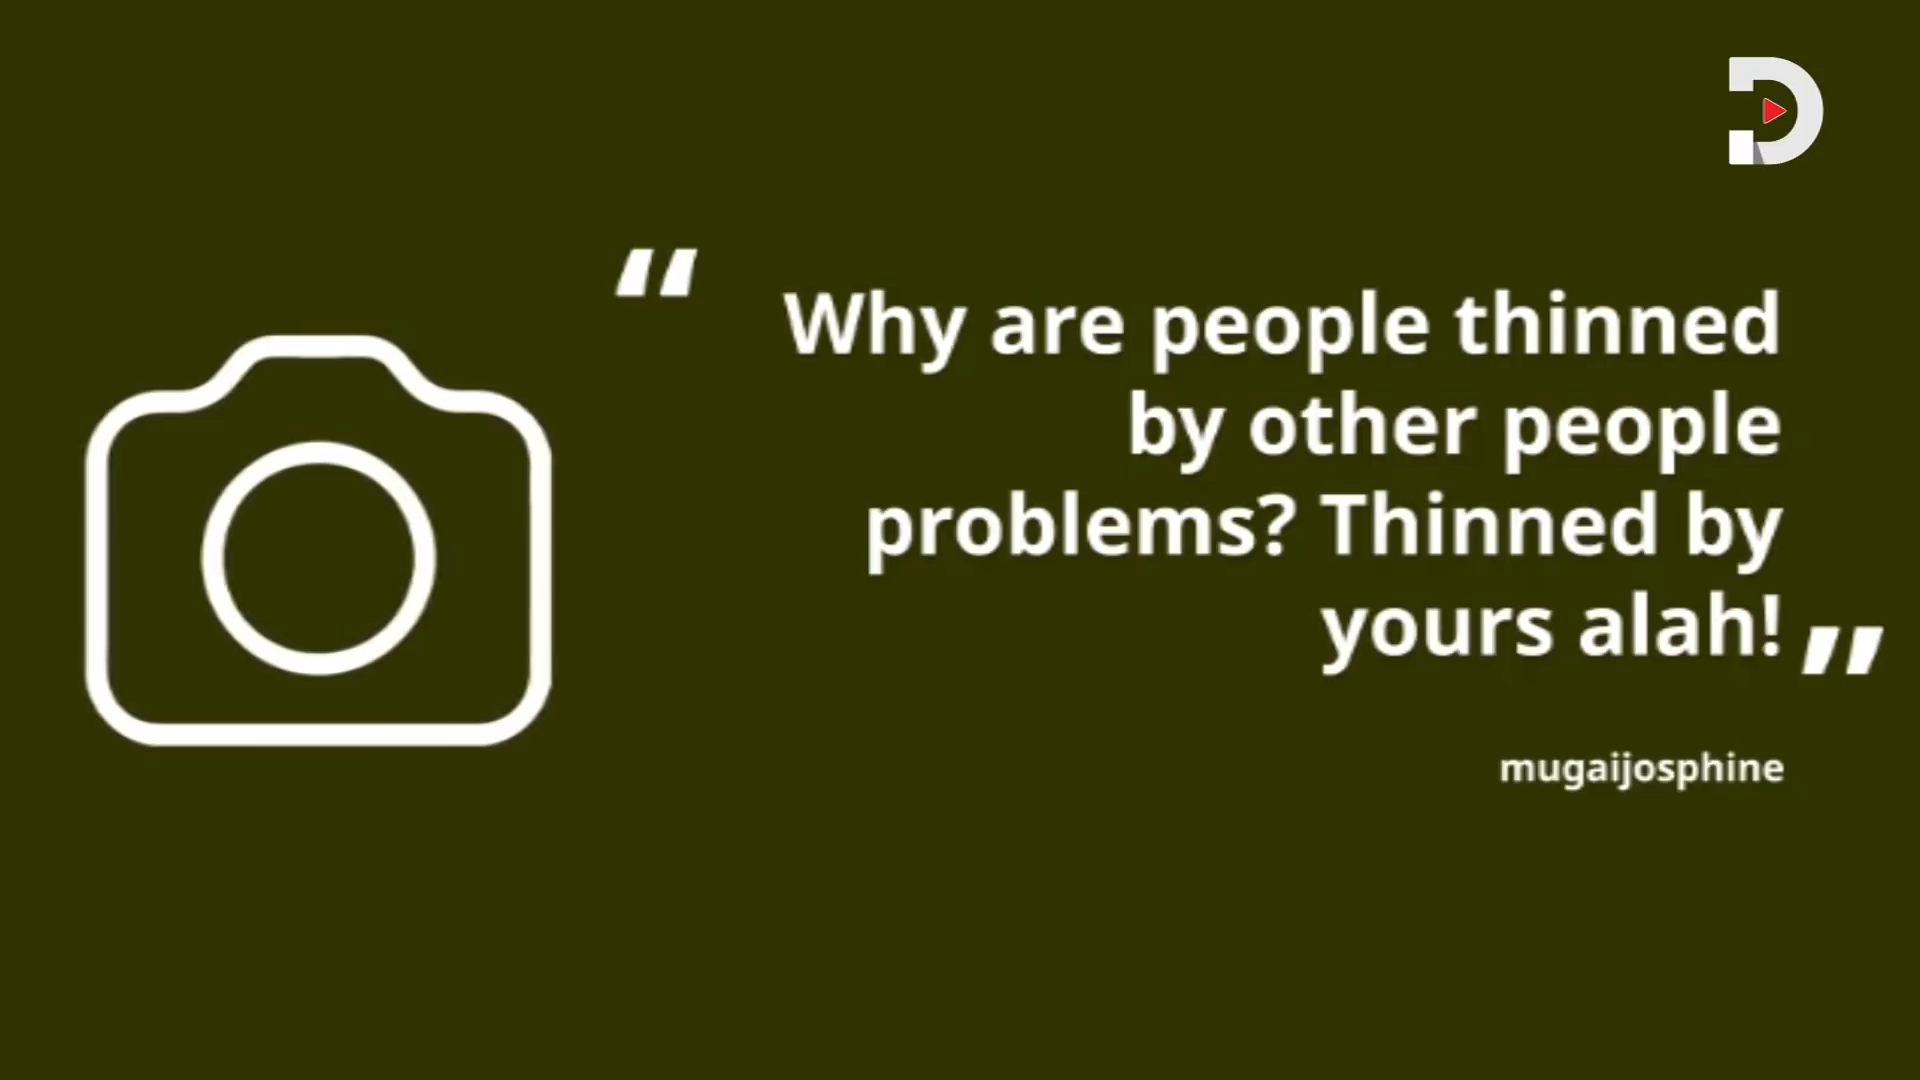 “ Why are people thinned
by other people
problems? Thinned by
yours alah! ”
mugaijosphine